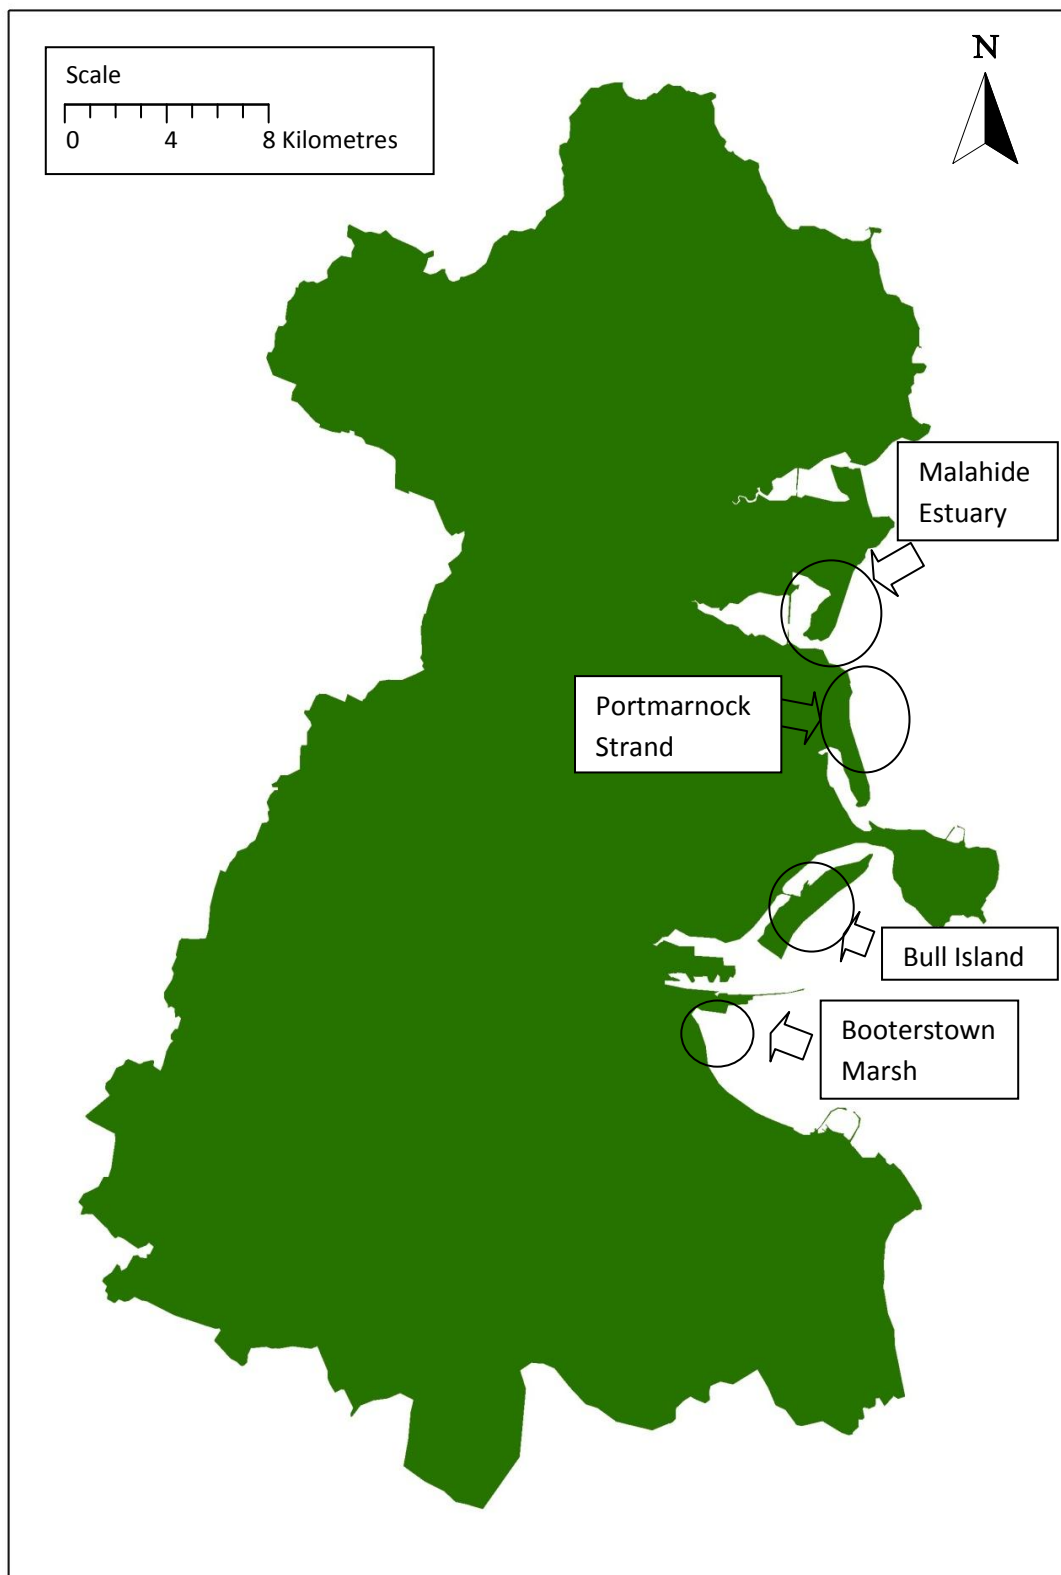 Scale
0 4 8 Kilometres
N
Malahide
Estuary
Portmarnock
Strand
Bull Island
Booterstown
Marsh